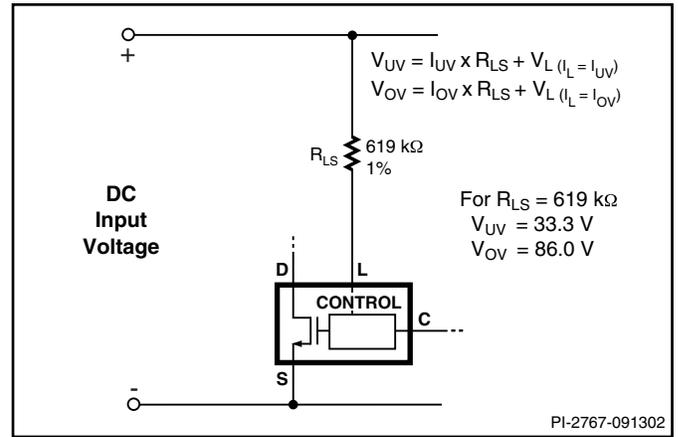 +
V_UV = I_UV x R_LS + V_L (I_L = I_UV)
V_OV = I_OV x R_LS + V_L (I_L = I_OV)
R_LS
619 kΩ
1%
DC
Input
Voltage
For R_LS = 619 kΩ
V_UV = 33.3 V
V_OV = 86.0 V
D
L
CONTROL
C
S
-
PI-2767-091302